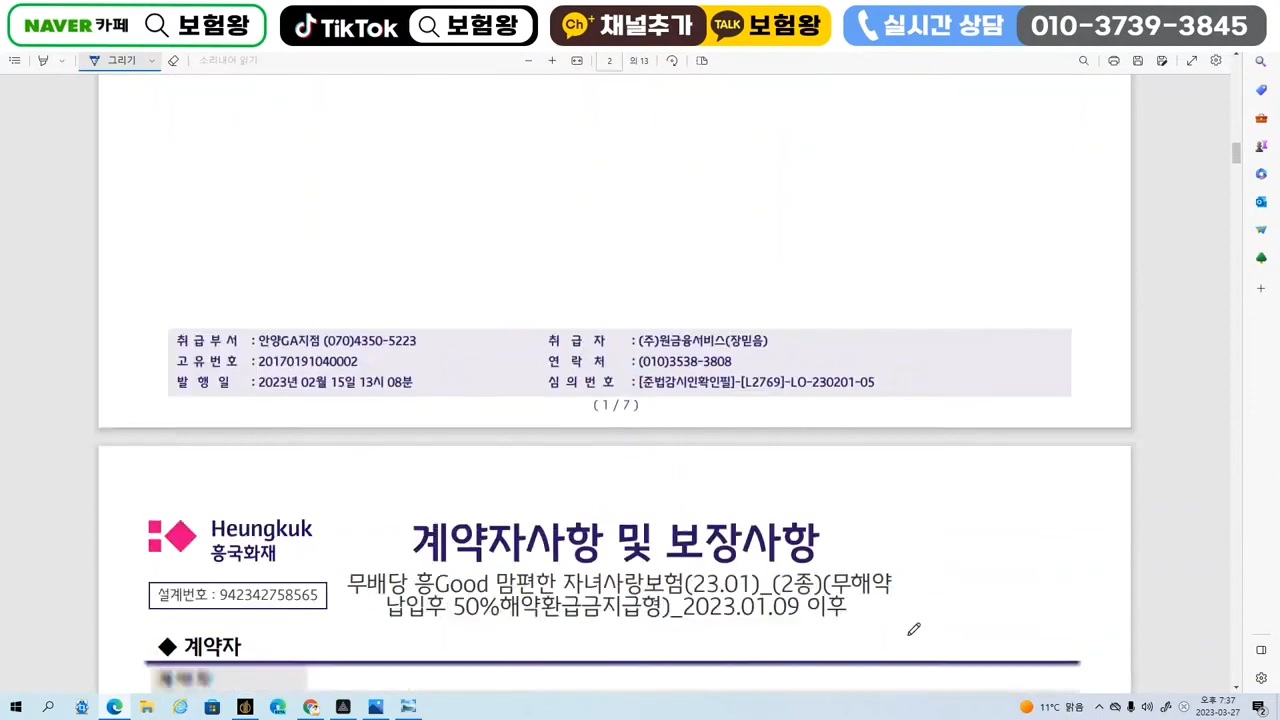 NAVER 카페 보험왕 TikTok 보험왕 Ch+ 채널추가 TALK 보험왕 실시간 상담 010-3739-3845
그리기 소리내어 읽기 2 의 13
취 급 부 서 : 안양GA지점 (070)4350-5223 취 급 자 : (주)원금융서비스(장믿음)
고 유 번 호 : 20170191040002 연 락 처 : (010)3538-3808
발 행 일 : 2023년 02월 15일 13시 08분 심 의 번 호 : [준법감시인확인필]-[L2769]-LO-230201-05
( 1 / 7 )
Heungkuk
흥국화재
계약자사항 및 보장사항
설계번호 : 942342758565
무배당 흥Good 맘편한 자녀사랑보험(23.01)_(2종)(무해약
납입후 50%해약환급금지급형)_2023.01.09 이후
◆ 계약자
11°C 맑음 오후 7:37
2023-03-27